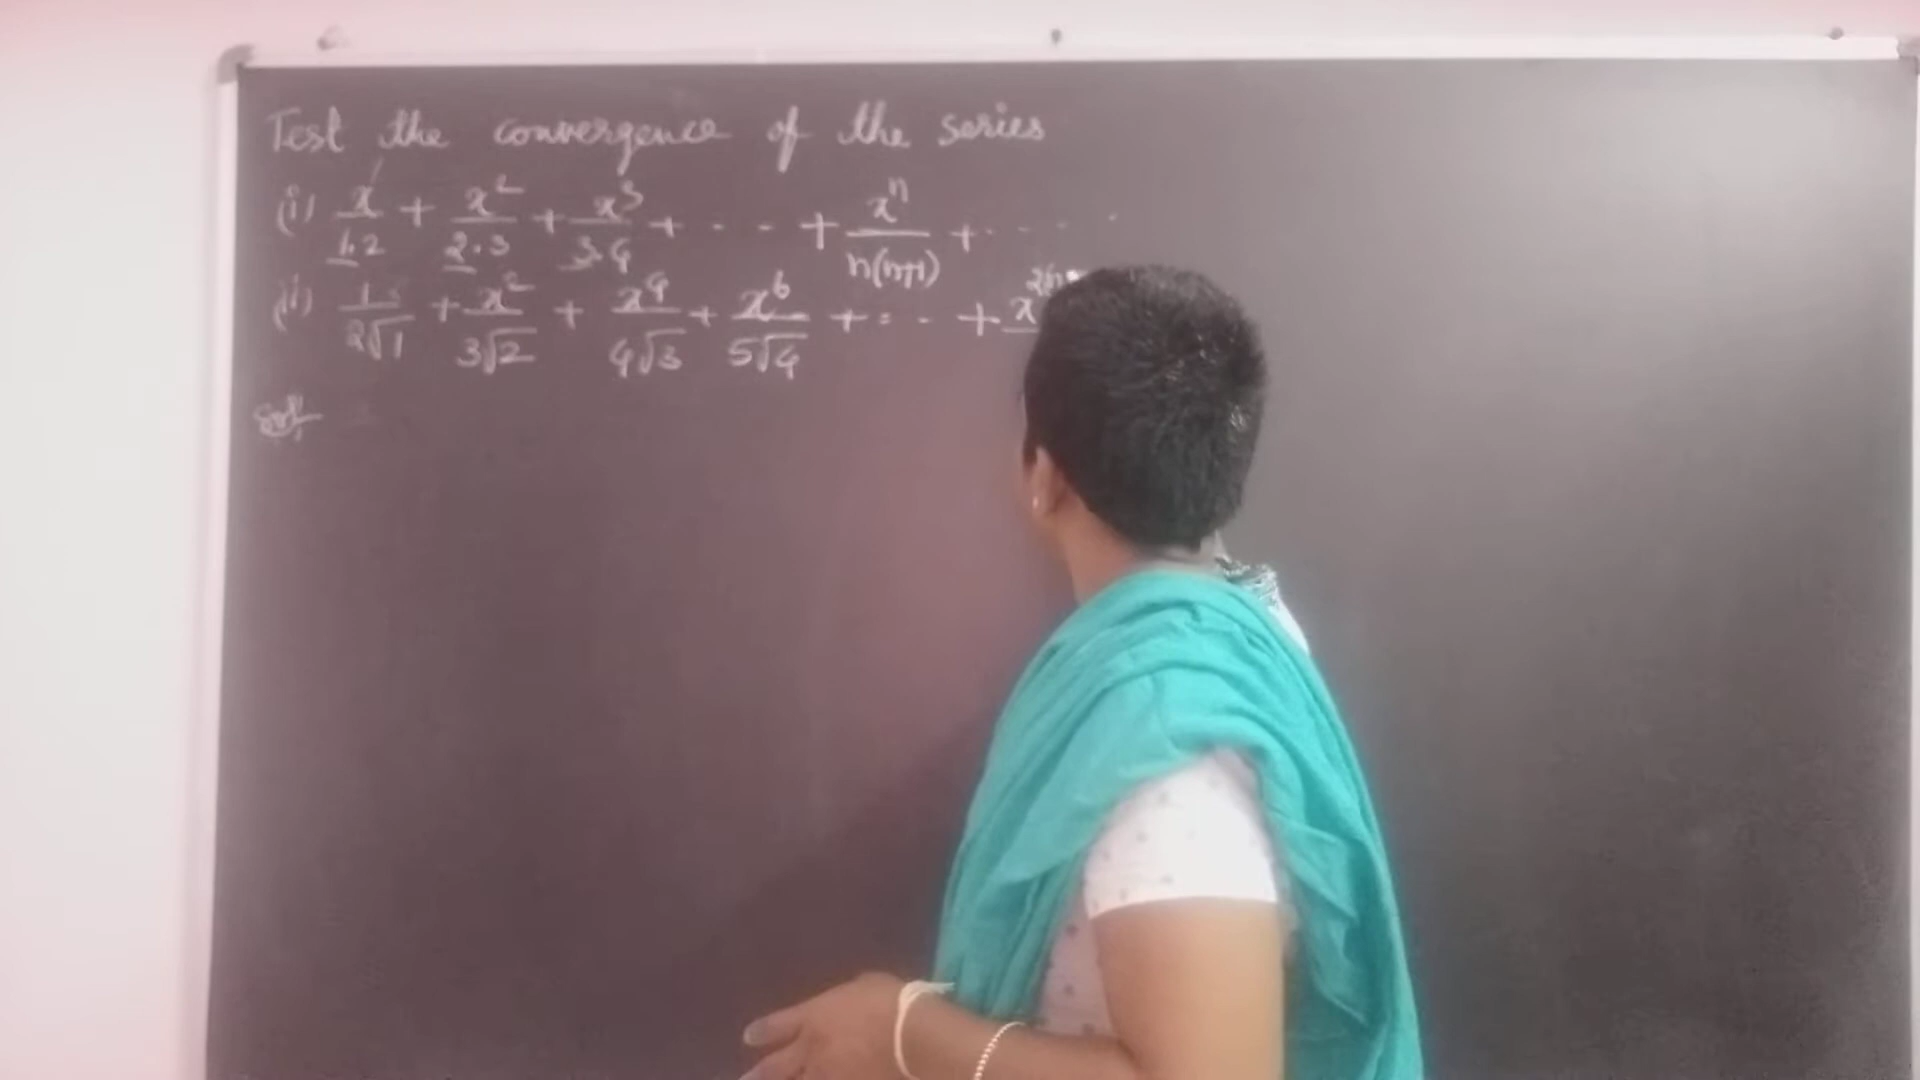 Test the convergence of the series
(i) x/1.2 + x²/2.3 + x³/3.4 + - - - + xⁿ/n(n+1) + - - - -
(ii) 1/2√1 + x²/3√2 + x⁴/4√3 + x⁶/5√4 + - - - + x
Sol.